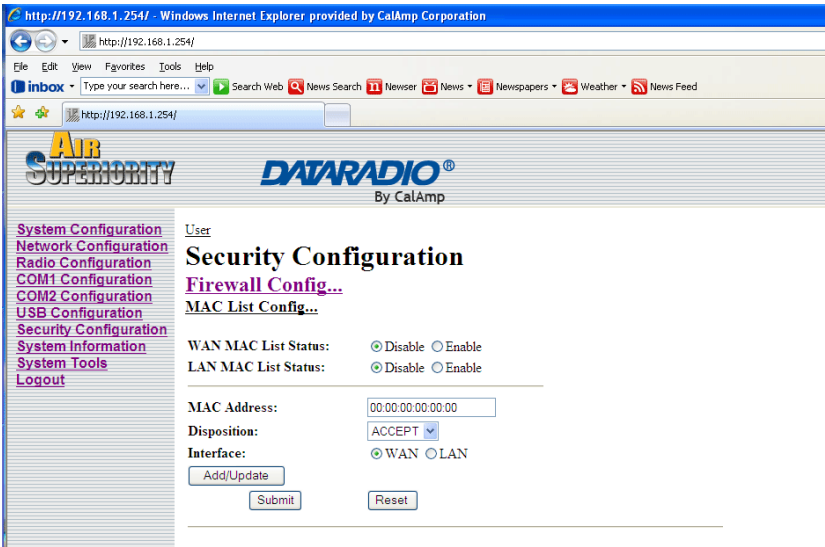 http://192.168.1.254/ - Windows Internet Explorer provided by CalAmp Corporation
http://192.168.1.254/
File Edit View Favorites Tools Help
inbox Type your search here... Search Web News Search Newser News Newspapers Weather News Feed
http://192.168.1.254/
AIR SUPERIORITY
DATARADIO®
By CalAmp
System Configuration
Network Configuration
Radio Configuration
COM1 Configuration
COM2 Configuration
USB Configuration
Security Configuration
System Information
System Tools
Logout
User
Security Configuration
Firewall Config...
MAC List Config...
WAN MAC List Status: Disable Enable
LAN MAC List Status: Disable Enable
MAC Address: 00:00:00:00:00:00
Disposition: ACCEPT
Interface: WAN LAN
Add/Update
Submit Reset